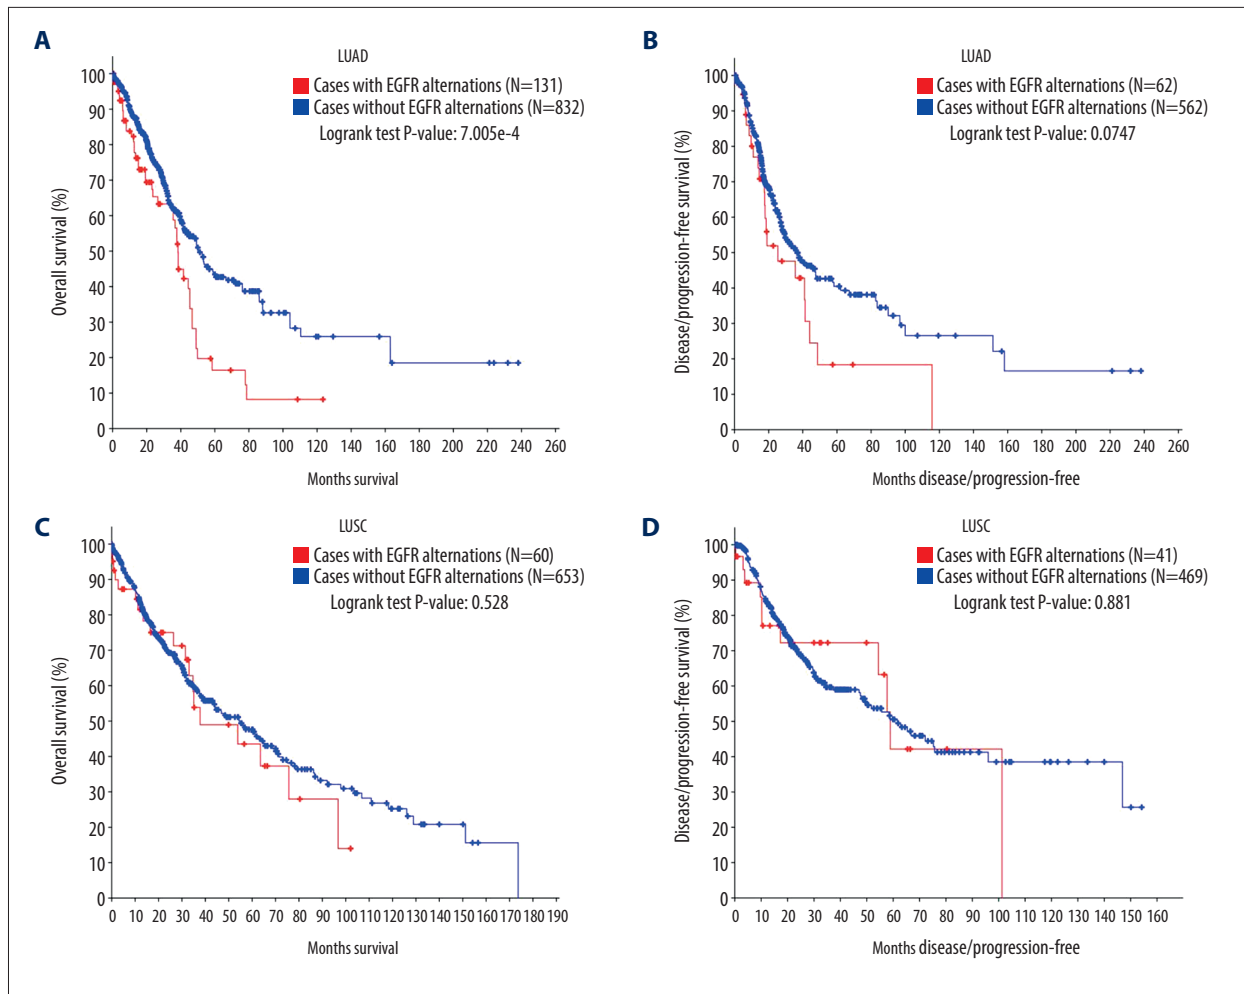 A
LUAD
Cases with EGFR alternations (N=131)
Cases without EGFR alternations (N=832)
Logrank test P-value: 7.005e-4
Overall survival (%)
100
90
80
70
60
50
40
30
20
10
0
0 20 40 60 80 100 120 140 160 180 200 220 240 260
Months survival
B
LUAD
Cases with EGFR alternations (N=62)
Cases without EGFR alternations (N=562)
Logrank test P-value: 0.0747
Disease/progression-free survival (%)
100
90
80
70
60
50
40
30
20
10
0
0 20 40 60 80 100 120 140 160 180 200 220 240 260
Months disease/progression-free
C
LUSC
Cases with EGFR alternations (N=60)
Cases without EGFR alternations (N=653)
Logrank test P-value: 0.528
Overall survival (%)
100
90
80
70
60
50
40
30
20
10
0
0 10 20 30 40 50 60 70 80 90 100 110 120 130 140 150 160 170 180 190
Months survival
D
LUSC
Cases with EGFR alternations (N=41)
Cases without EGFR alternations (N=469)
Logrank test P-value: 0.881
Disease/progression-free survival (%)
100
90
80
70
60
50
40
30
20
10
0
0 10 20 30 40 50 60 70 80 90 100 110 120 130 140 150 160
Months disease/progression-free